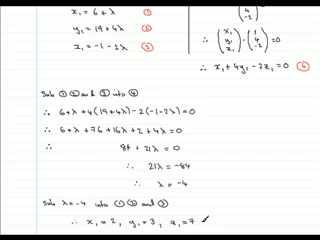 x₁ = 6 + λ ①
y₁ = 19 + 4λ ②
z₁ = -1 - 2λ ③
4
-2
∴ (x₁ y₁ z₁) · (1 4 -2) = 0
∴ x₁ + 4y₁ - 2z₁ = 0 ④
Sub ① ② and ③ into ④
∴ 6 + λ + 4(19 + 4λ) - 2(-1 - 2λ) = 0
∴ 6 + λ + 76 + 16λ + 2 + 4λ = 0
∴ 84 + 21λ = 0
∴ 21λ = -84
∴ λ = -4
Sub λ = -4 into ① ② and ③
∴ x₁ = 2, y₁ = 3, z₁ = 7